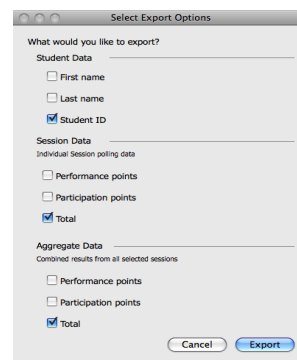 Select Export Options
What would you like to export?
Student Data
First name
Last name
Student ID
Session Data
Individual Session polling data
Performance points
Participation points
Total
Aggregate Data
Combined results from all selected sessions
Performance points
Participation points
Total
Cancel
Export